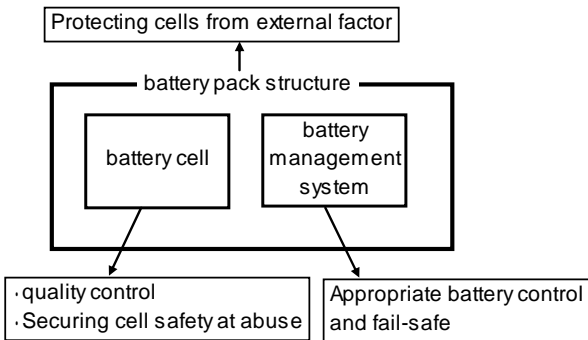 Protecting cells from external factor
battery pack structure
battery cell
battery
management
system
·quality control
·Securing cell safety at abuse
Appropriate battery control
and fail-safe